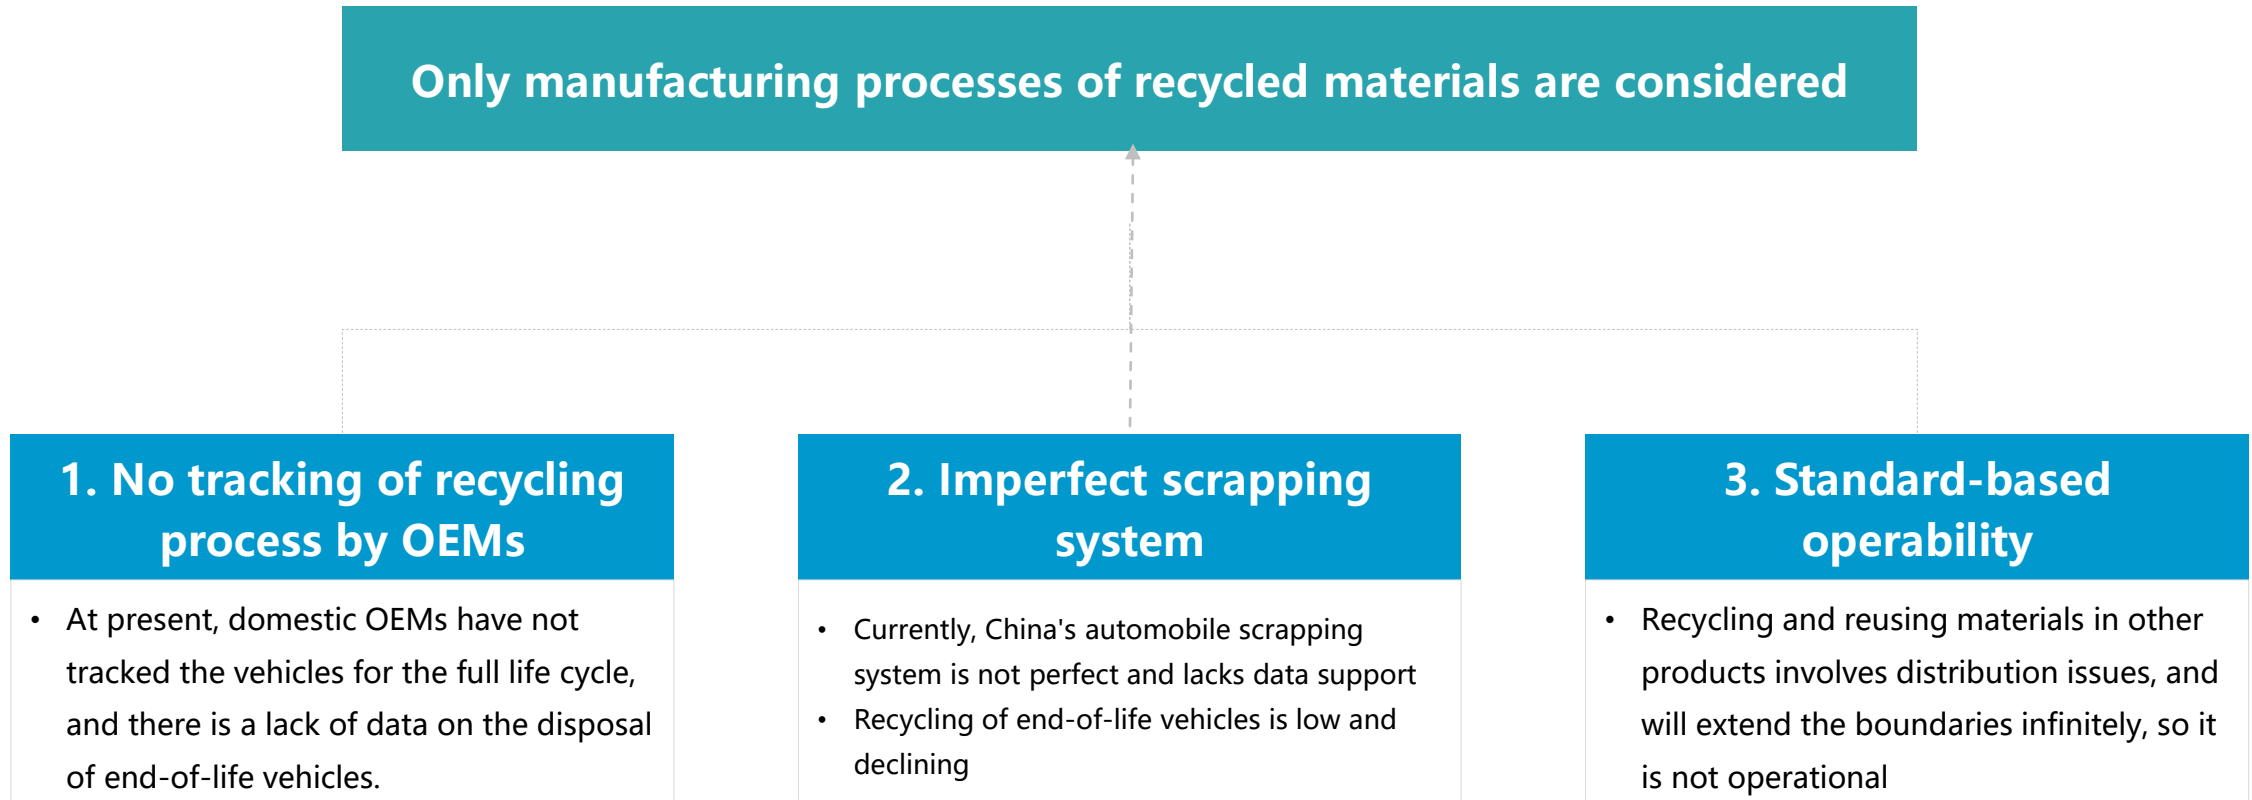 Only manufacturing processes of recycled materials are considered
1. No tracking of recycling
process by OEMs
• At present, domestic OEMs have not
tracked the vehicles for the full life cycle,
and there is a lack of data on the disposal
of end-of-life vehicles.
2. Imperfect scrapping
system
• Currently, China's automobile scrapping
system is not perfect and lacks data support
• Recycling of end-of-life vehicles is low and
declining
3. Standard-based
operability
• Recycling and reusing materials in other
products involves distribution issues, and
will extend the boundaries infinitely, so it
is not operational